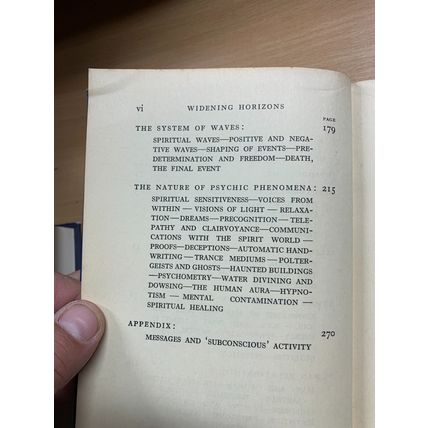 vi WIDENING HORIZONS
PAGE
THE SYSTEM OF WAVES: 179
SPIRITUAL WAVES—POSITIVE AND NEGA-
TIVE WAVES—SHAPING OF EVENTS—PRE-
DETERMINATION AND FREEDOM—DEATH,
THE FINAL EVENT
THE NATURE OF PSYCHIC PHENOMENA: 215
SPIRITUAL SENSITIVENESS—VOICES FROM
WITHIN—VISIONS OF LIGHT—RELAXA-
TION—DREAMS—PRECOGNITION—TELE-
PATHY AND CLAIRVOYANCE—COMMUNI-
CATIONS WITH THE SPIRIT WORLD—
PROOFS—DECEPTIONS—AUTOMATIC HAND-
WRITING—TRANCE MEDIUMS—POLTER-
GEISTS AND GHOSTS—HAUNTED BUILDINGS
—PSYCHOMETRY—WATER DIVINING AND
DOWSING—THE HUMAN AURA—HYPNO-
TISM—MENTAL CONTAMINATION—
SPIRITUAL HEALING
APPENDIX: 270
MESSAGES AND 'SUBCONSCIOUS' ACTIVITY